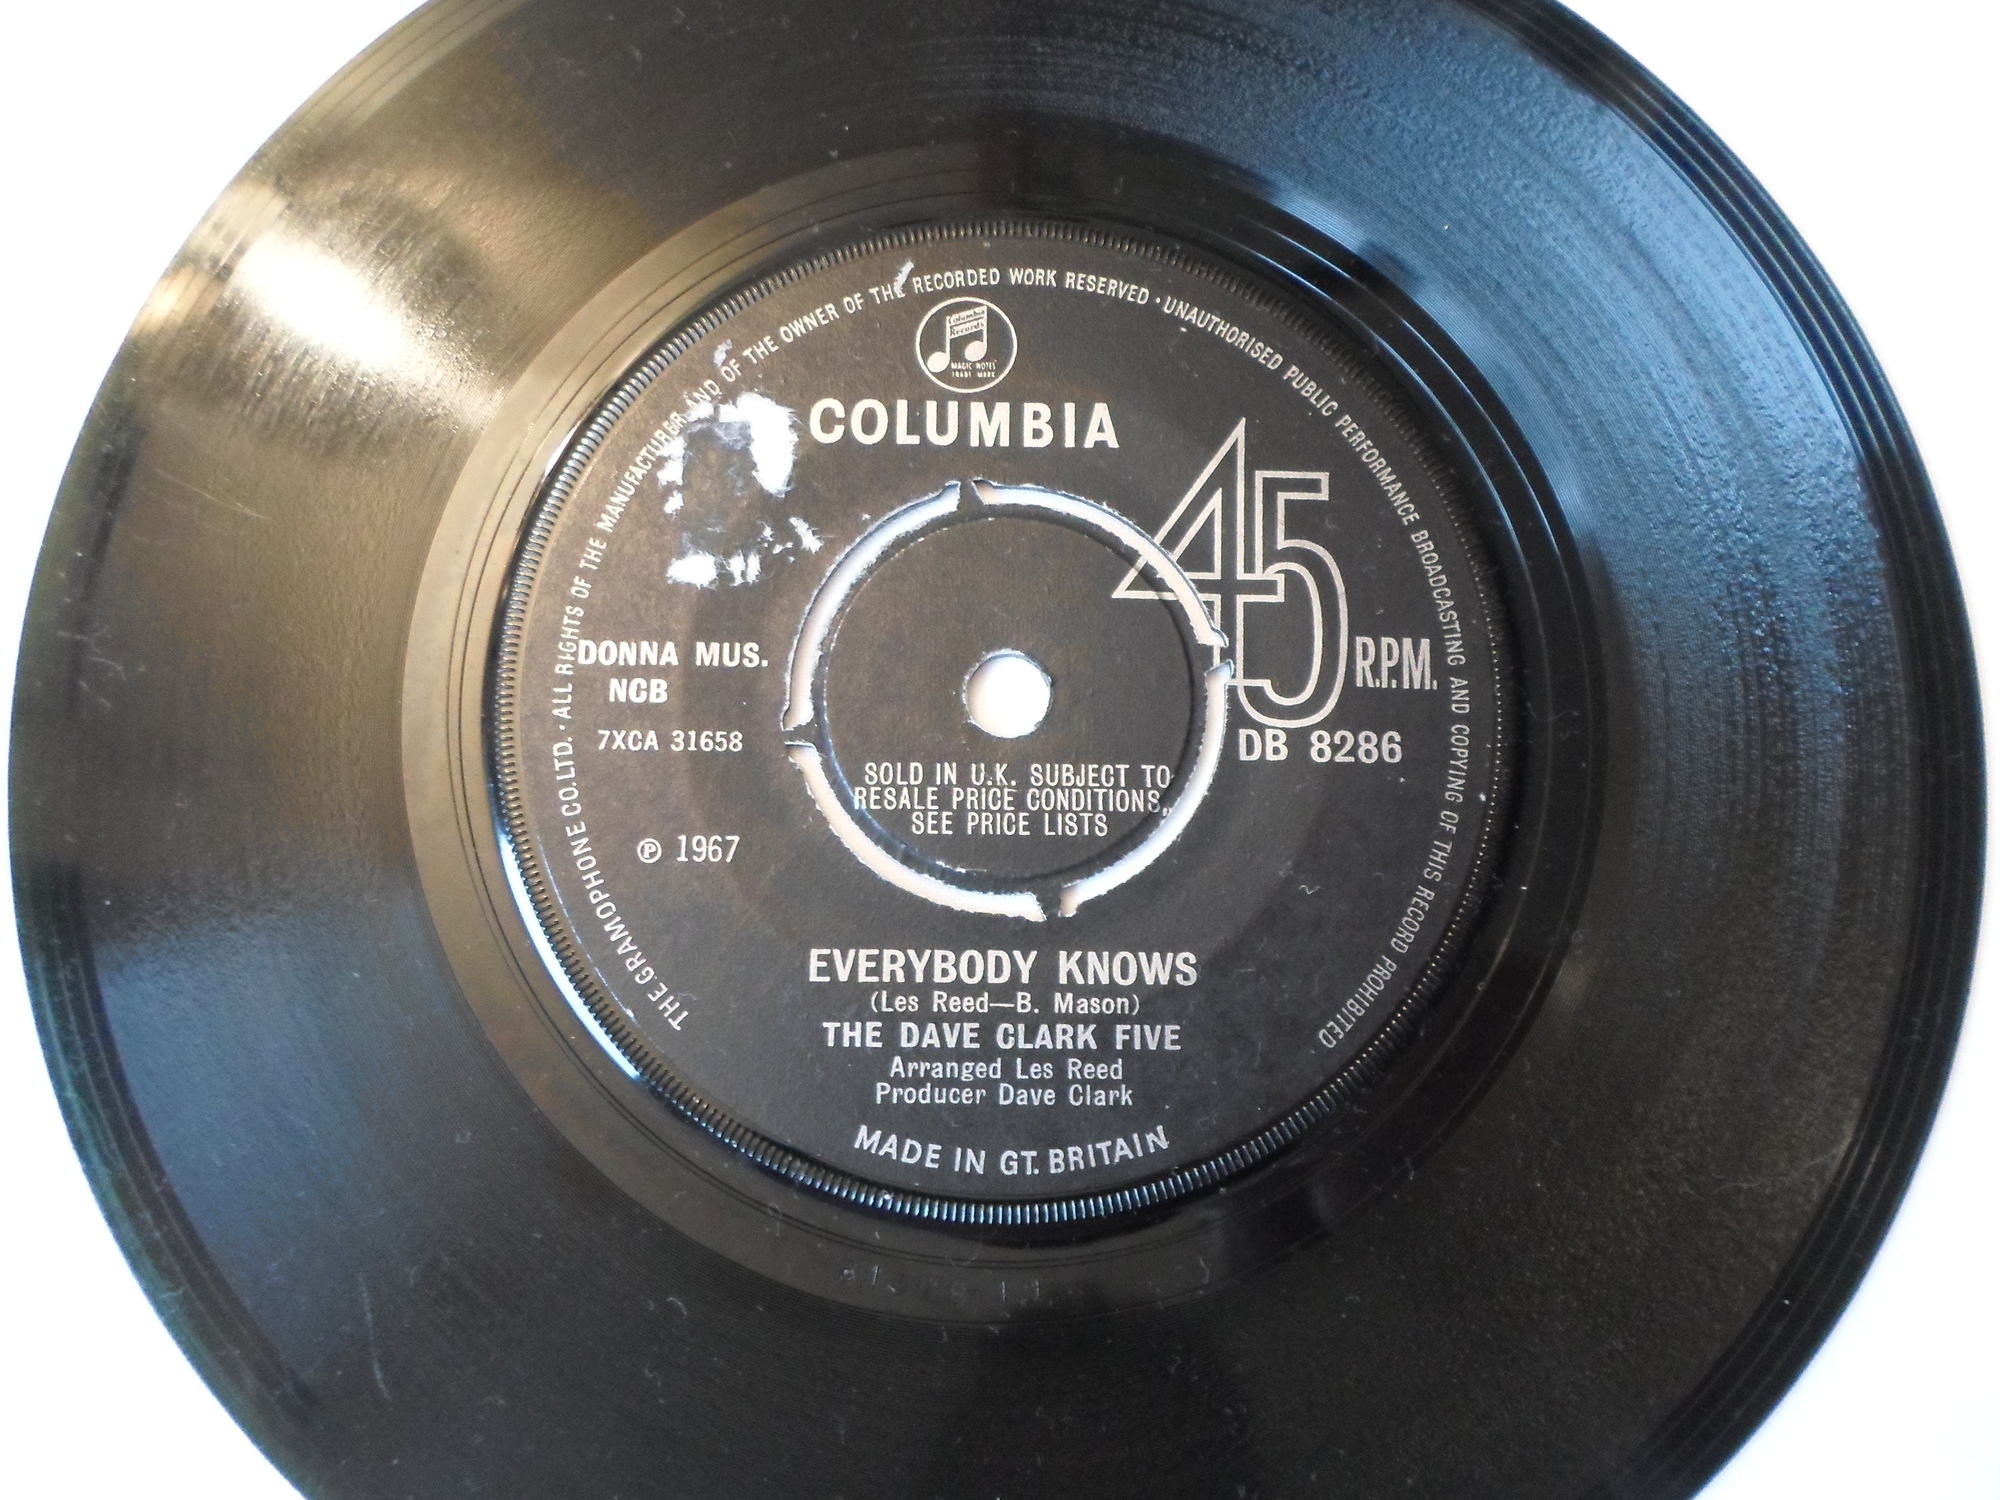 THE GRAMOPHONE CO. LTD. · ALL RIGHTS OF THE MANUFACTURER AND OF THE OWNER OF THE RECORDED WORK RESERVED · UNAUTHORISED PUBLIC PERFORMANCE BROADCASTING AND COPYING OF THIS RECORD PROHIBITED
Columbia
Records
MAGIC NOTES
TRADE MARK
COLUMBIA
45 R.P.M.
DONNA MUS.
NCB
7XCA 31658
DB 8286
SOLD IN U.K. SUBJECT TO
RESALE PRICE CONDITIONS,
SEE PRICE LISTS
℗ 1967
EVERYBODY KNOWS
(Les Reed—B. Mason)
THE DAVE CLARK FIVE
Arranged Les Reed
Producer Dave Clark
MADE IN GT. BRITAIN